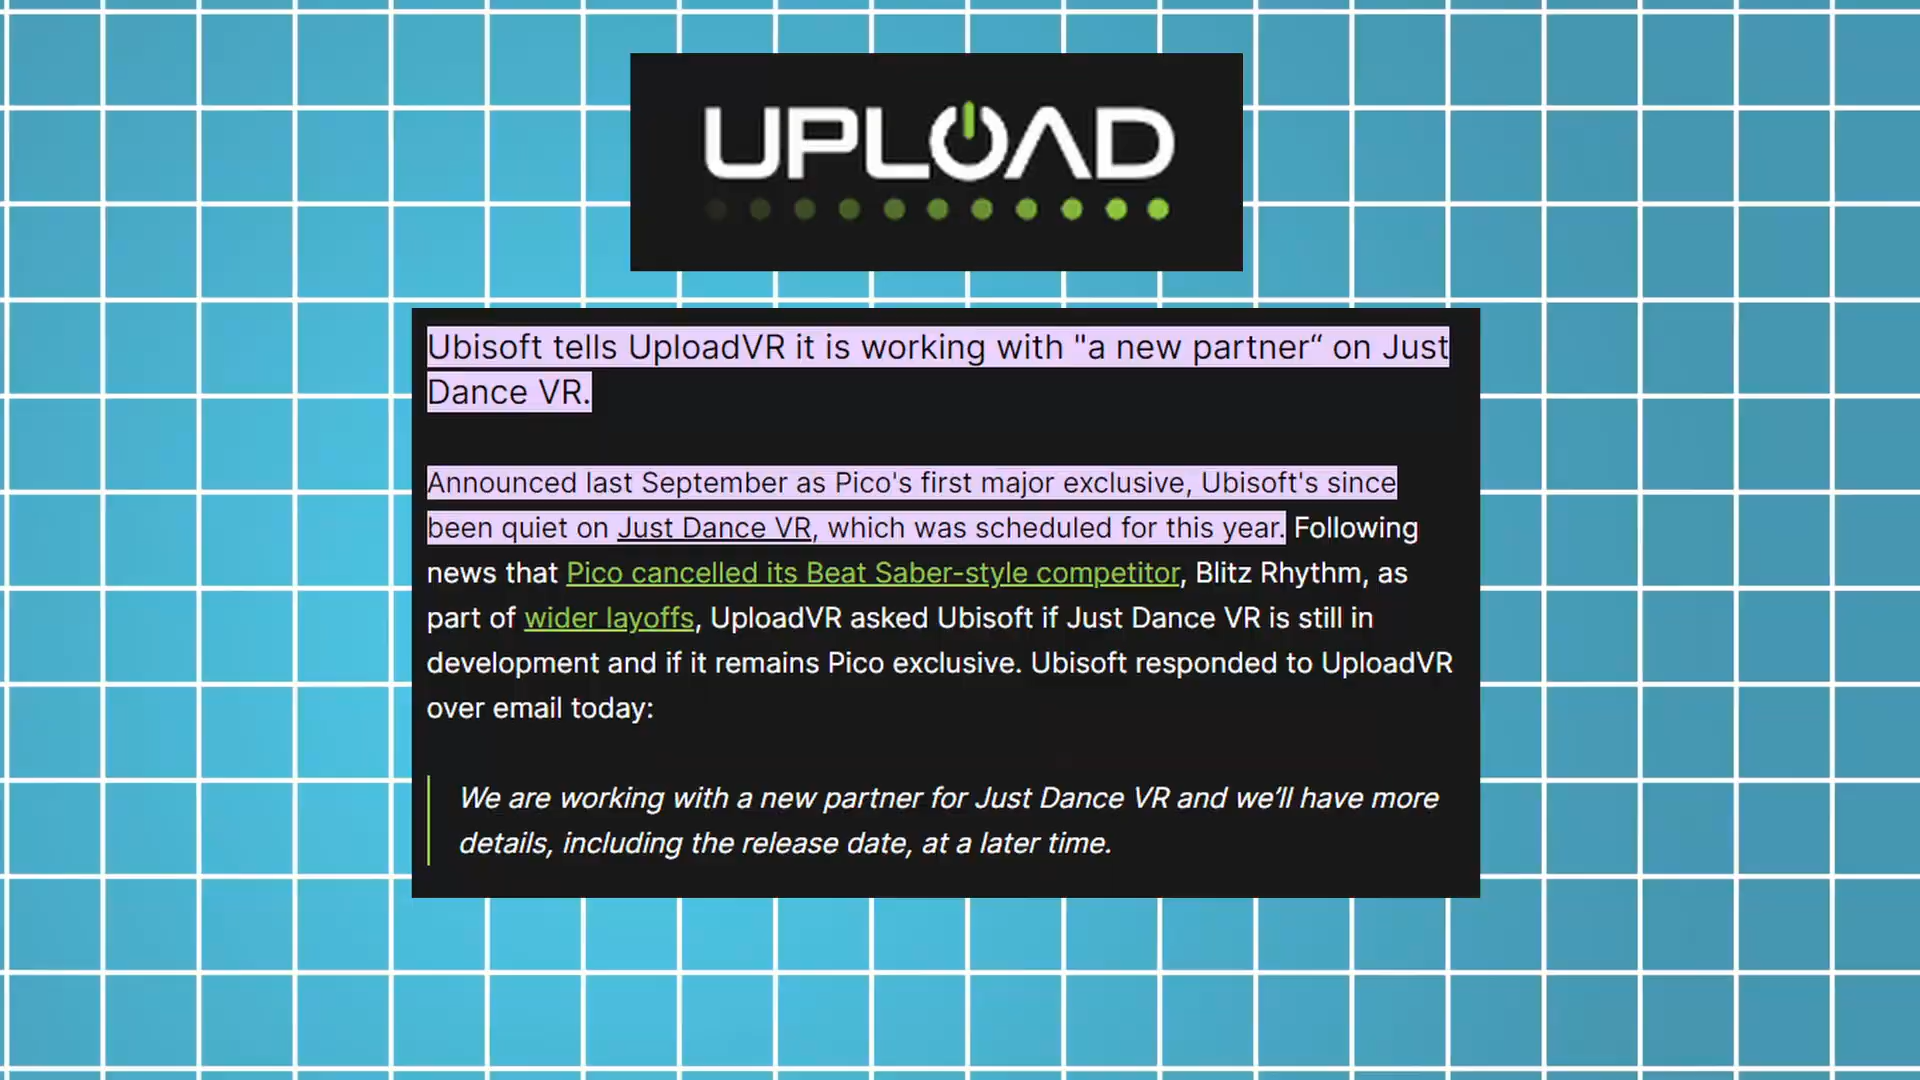 UPLOAD
Ubisoft tells UploadVR it is working with "a new partner“ on Just
Dance VR.
Announced last September as Pico's first major exclusive, Ubisoft's since
been quiet on Just Dance VR, which was scheduled for this year. Following
news that Pico cancelled its Beat Saber-style competitor, Blitz Rhythm, as
part of wider layoffs, UploadVR asked Ubisoft if Just Dance VR is still in
development and if it remains Pico exclusive. Ubisoft responded to UploadVR
over email today:
We are working with a new partner for Just Dance VR and we’ll have more
details, including the release date, at a later time.